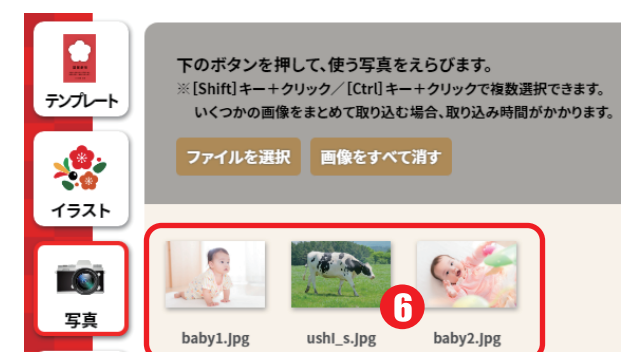 テンプレート
イラスト
写真
下のボタンを押して、使う写真をえらびます。
※[Shift]キー+クリック/[Ctrl]キー+クリックで複数選択できます。
いくつかの画像をまとめて取り込む場合、取り込み時間がかかります。
ファイルを選択
画像をすべて消す
6
baby1.jpg
ushi_s.jpg
baby2.jpg